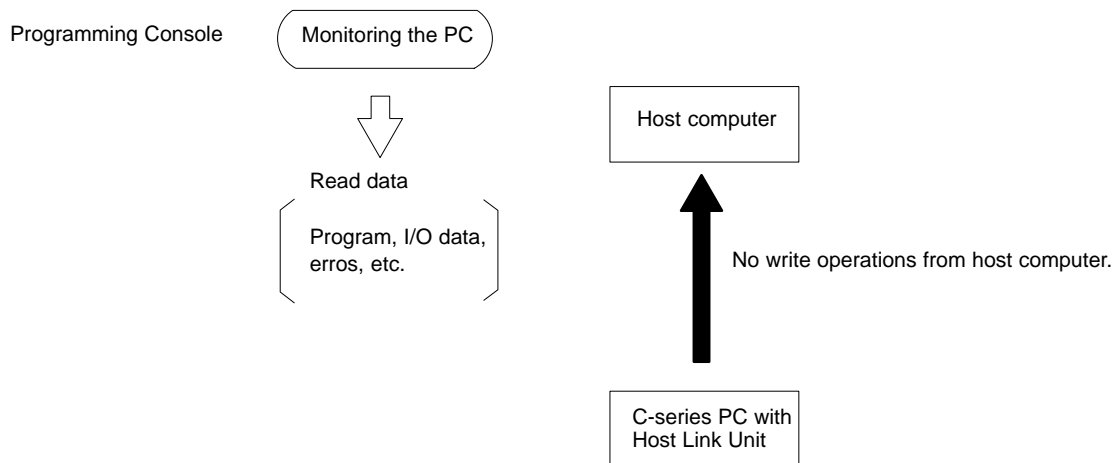 Programming Console
Monitoring the PC
Read data
Program, I/O data,
erros, etc.
Host computer
No write operations from host computer.
C-series PC with
Host Link Unit